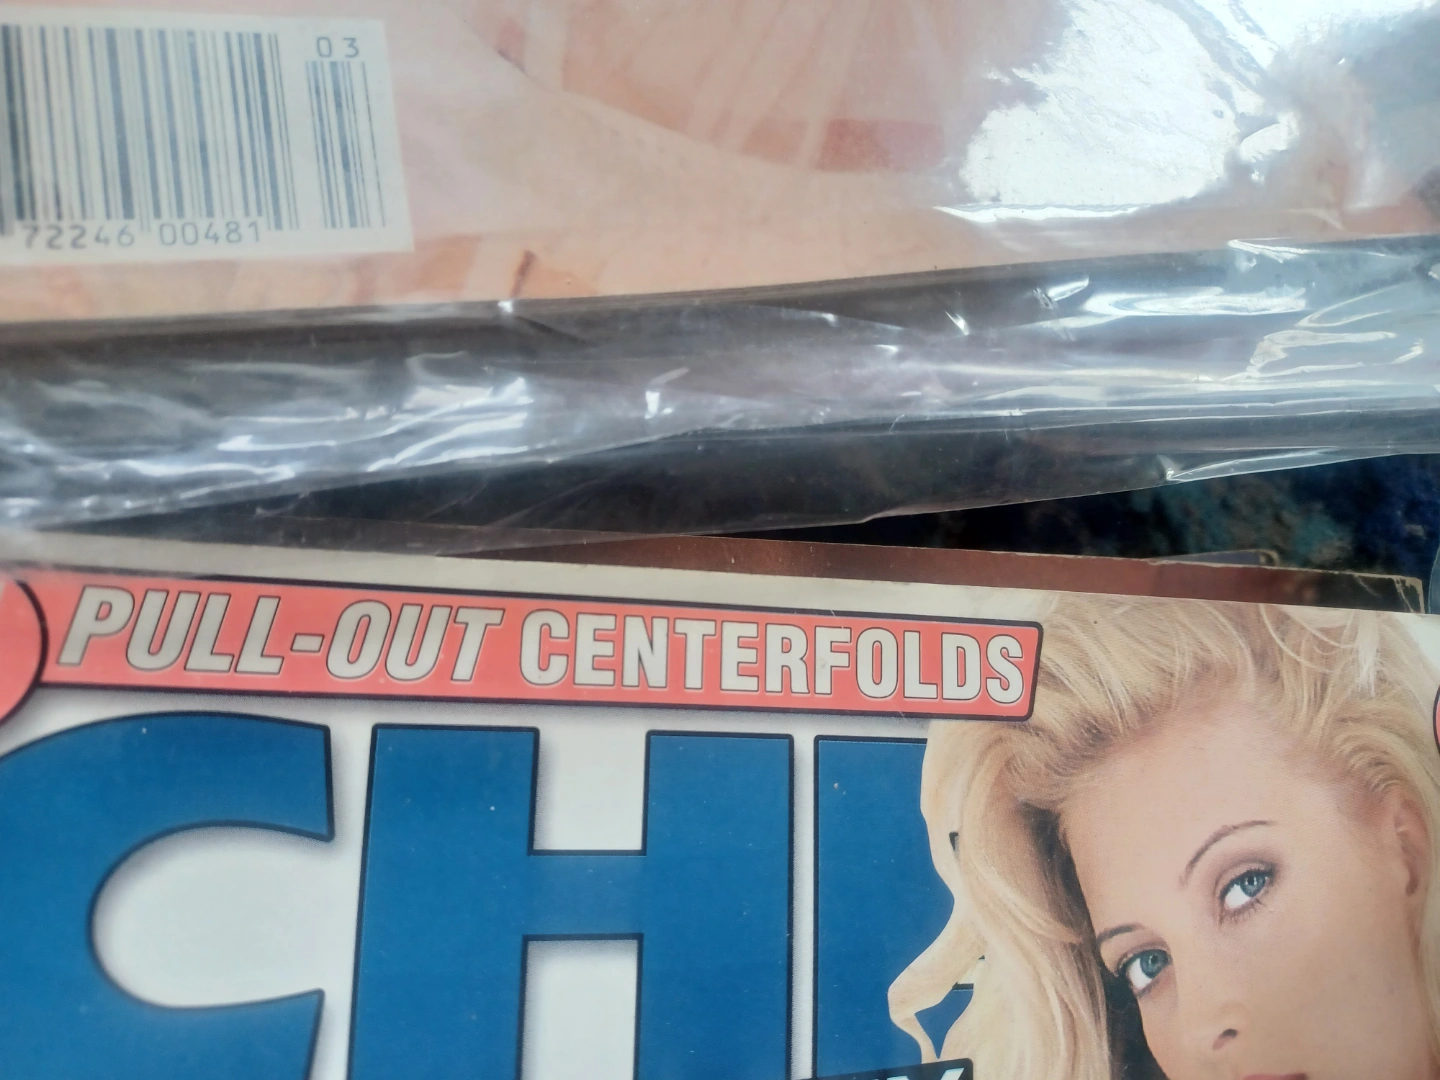 03
72246 00481
PULL-OUT CENTERFOLDS
CH